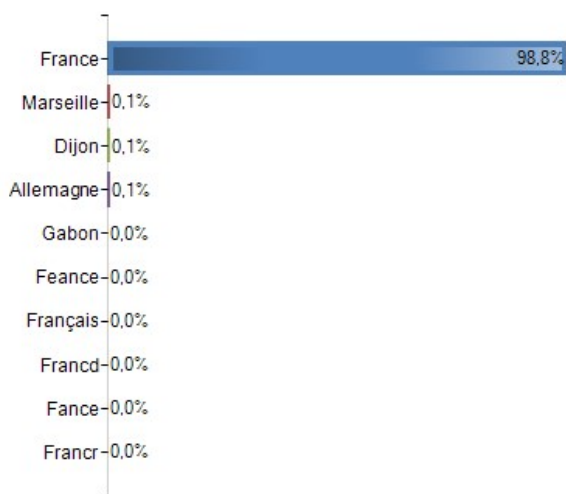 France 98,8%
Marseille 0,1%
Dijon 0,1%
Allemagne 0,1%
Gabon 0,0%
Feance 0,0%
Français 0,0%
Francd 0,0%
Fance 0,0%
Francr 0,0%